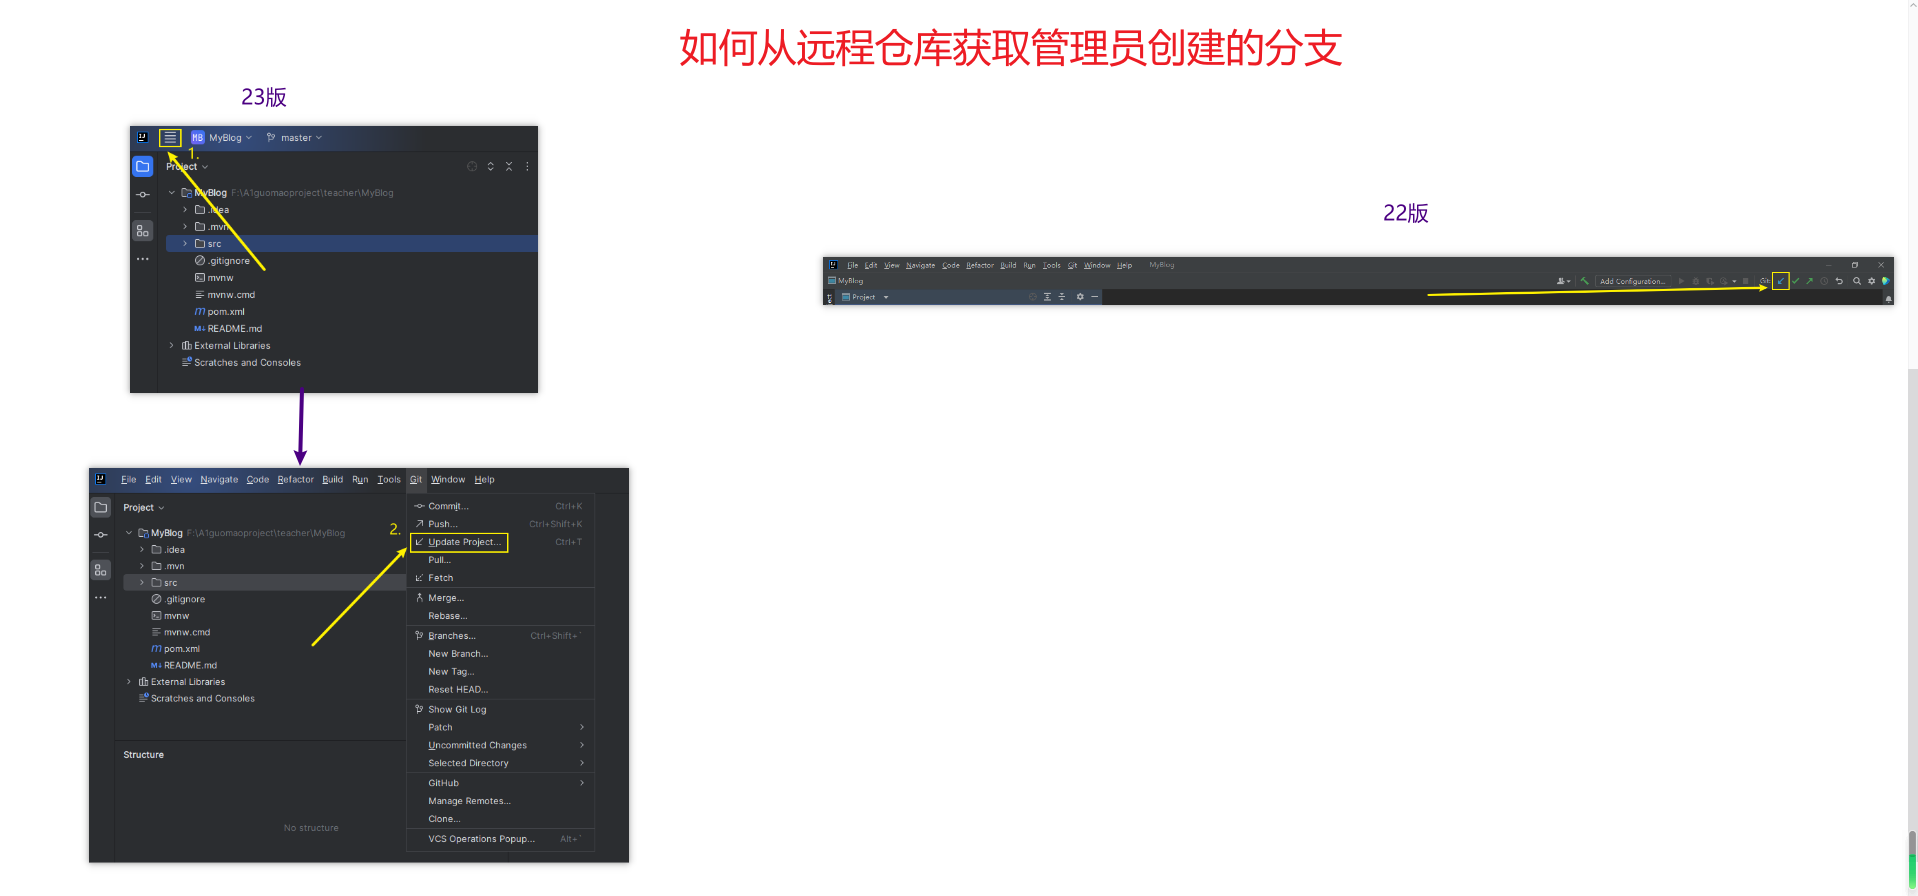 如何从远程仓库获取管理员创建的分支
23版
MB MyBlog master
1.
Project
MyBlog F:\A1guomaoproject\teacher\MyBlog
.idea
.mvn
src
.gitignore
mvnw
mvnw.cmd
pom.xml
README.md
External Libraries
Scratches and Consoles
22版
File Edit View Navigate Code Refactor Build Run Tools Git Window Help MyBlog
MyBlog Add Configuration...
Project
File Edit View Navigate Code Refactor Build Run Tools Git Window Help
Project
MyBlog F:\A1guomaoproject\teacher\MyBlog
.idea
.mvn
src
.gitignore
mvnw
mvnw.cmd
pom.xml
README.md
External Libraries
Scratches and Consoles
Structure
No structure
2.
Commit... Ctrl+K
Push... Ctrl+Shift+K
Update Project... Ctrl+T
Pull...
Fetch
Merge...
Rebase...
Branches... Ctrl+Shift+`
New Branch...
New Tag...
Reset HEAD...
Show Git Log
Patch
Uncommitted Changes
Selected Directory
GitHub
Manage Remotes...
Clone...
VCS Operations Popup... Alt+`